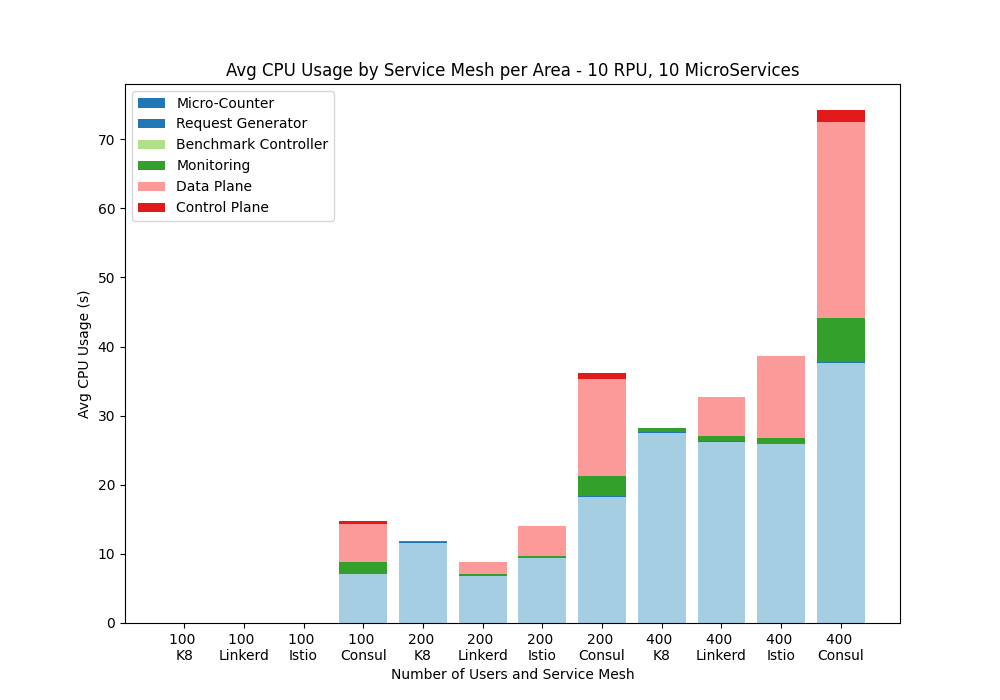 Avg CPU Usage by Service Mesh per Area - 10 RPU, 10 MicroServices
Micro-Counter
Request Generator
Benchmark Controller
Monitoring
Data Plane
Control Plane
Avg CPU Usage (s)
70
60
50
40
30
20
10
0
100 100 100 100 200 200 200 200 400 400 400 400
K8 Linkerd Istio Consul K8 Linkerd Istio Consul K8 Linkerd Istio Consul
Number of Users and Service Mesh